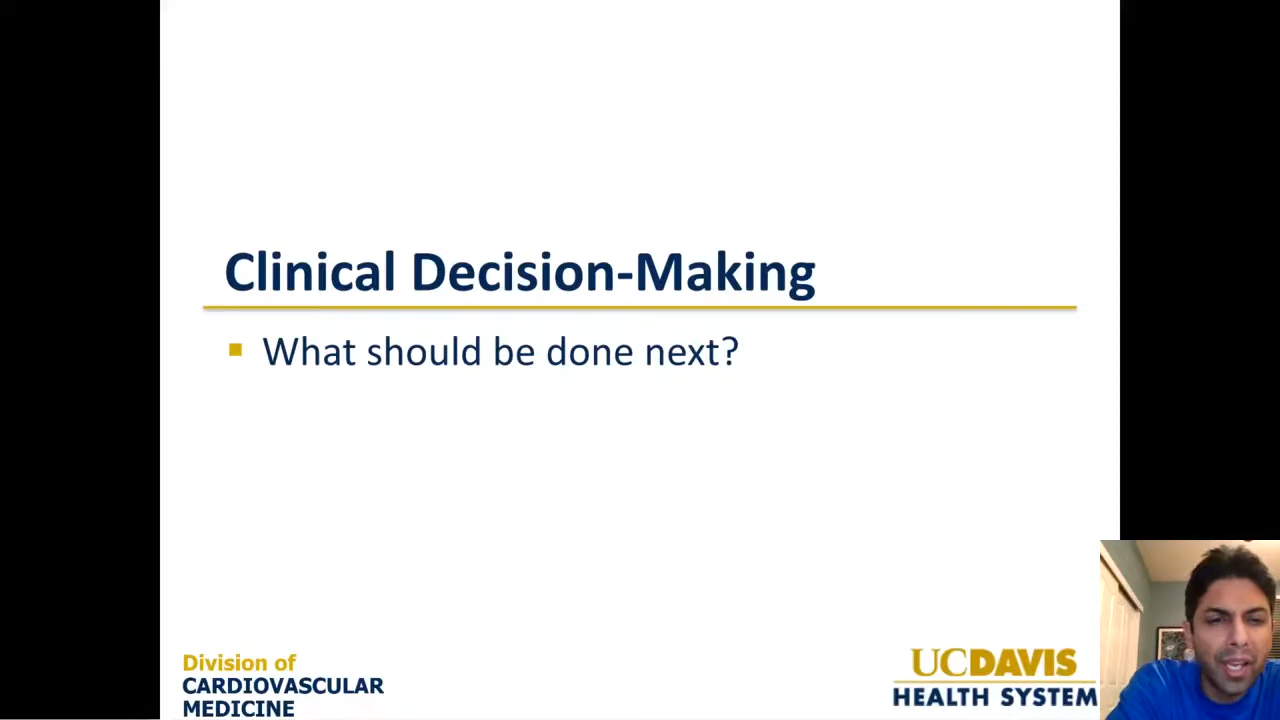 Clinical Decision-Making
What should be done next?
Division of
CARDIOVASCULAR
MEDICINE
UCDAVIS
HEALTH SYSTEM